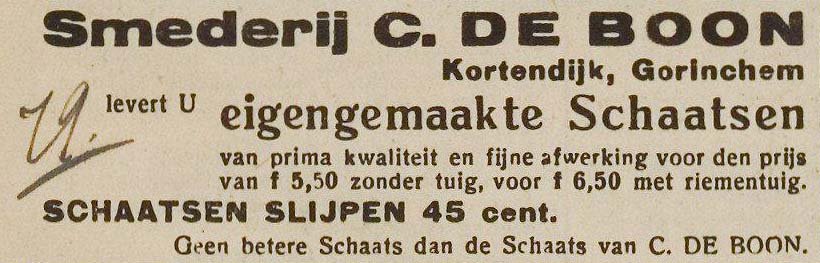 Smederij C. DE BOON
Kortendijk, Gorinchem
79.
levert U eigengemaakte Schaatsen
van prima kwaliteit en fijne afwerking voor den prijs
van f 5,50 zonder tuig, voor f 6,50 met riementuig.
SCHAATSEN SLIJPEN 45 cent.
Geen betere Schaats dan de Schaats van C. DE BOON.